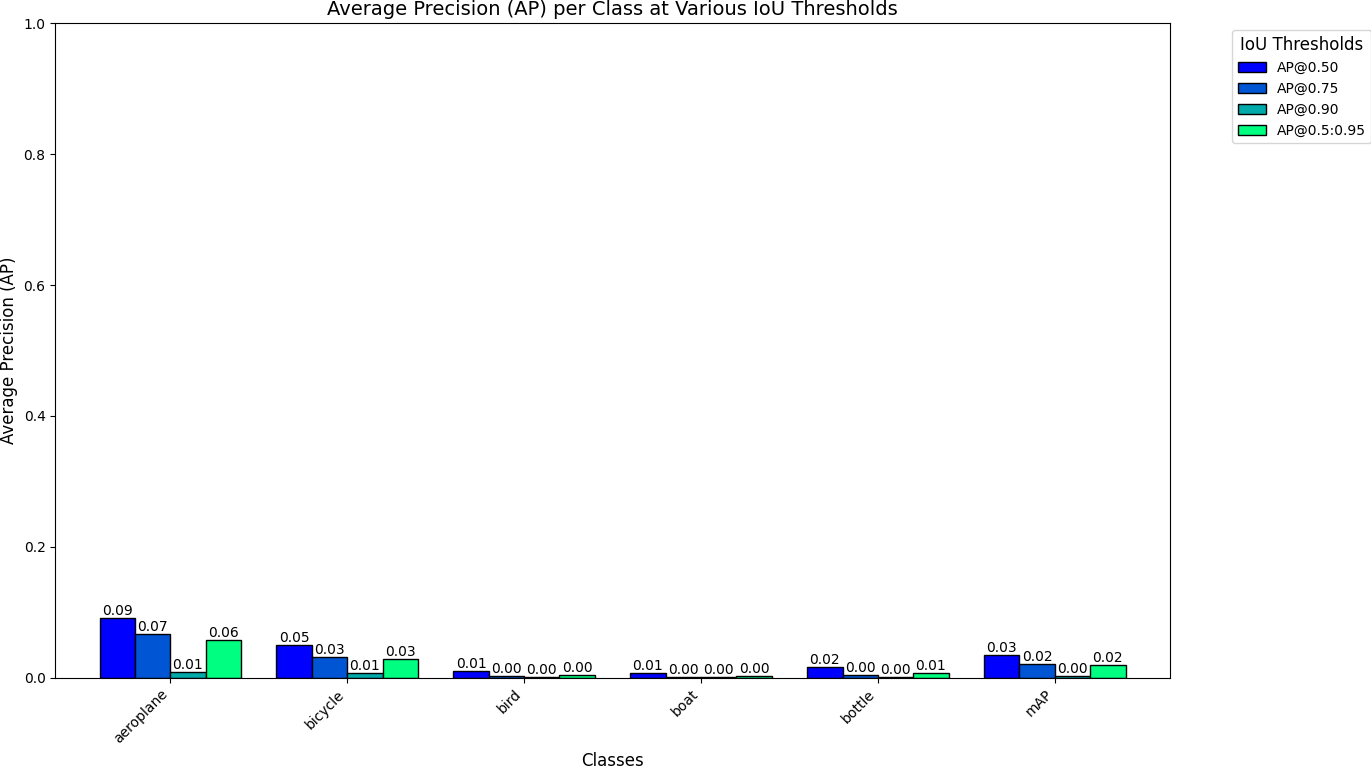 Average Precision (AP) per Class at Various IoU Thresholds
1.0
0.8
0.6
0.4
0.2
0.0
Average Precision (AP)
0.09
0.07
0.01
0.06
0.05
0.03
0.01
0.03
0.01
0.00
0.00
0.00
0.01
0.00
0.00
0.00
0.02
0.00
0.00
0.01
0.03
0.02
0.00
0.02
aeroplane
bicycle
bird
boat
bottle
mAP
Classes
IoU Thresholds
AP@0.50
AP@0.75
AP@0.90
AP@0.5:0.95